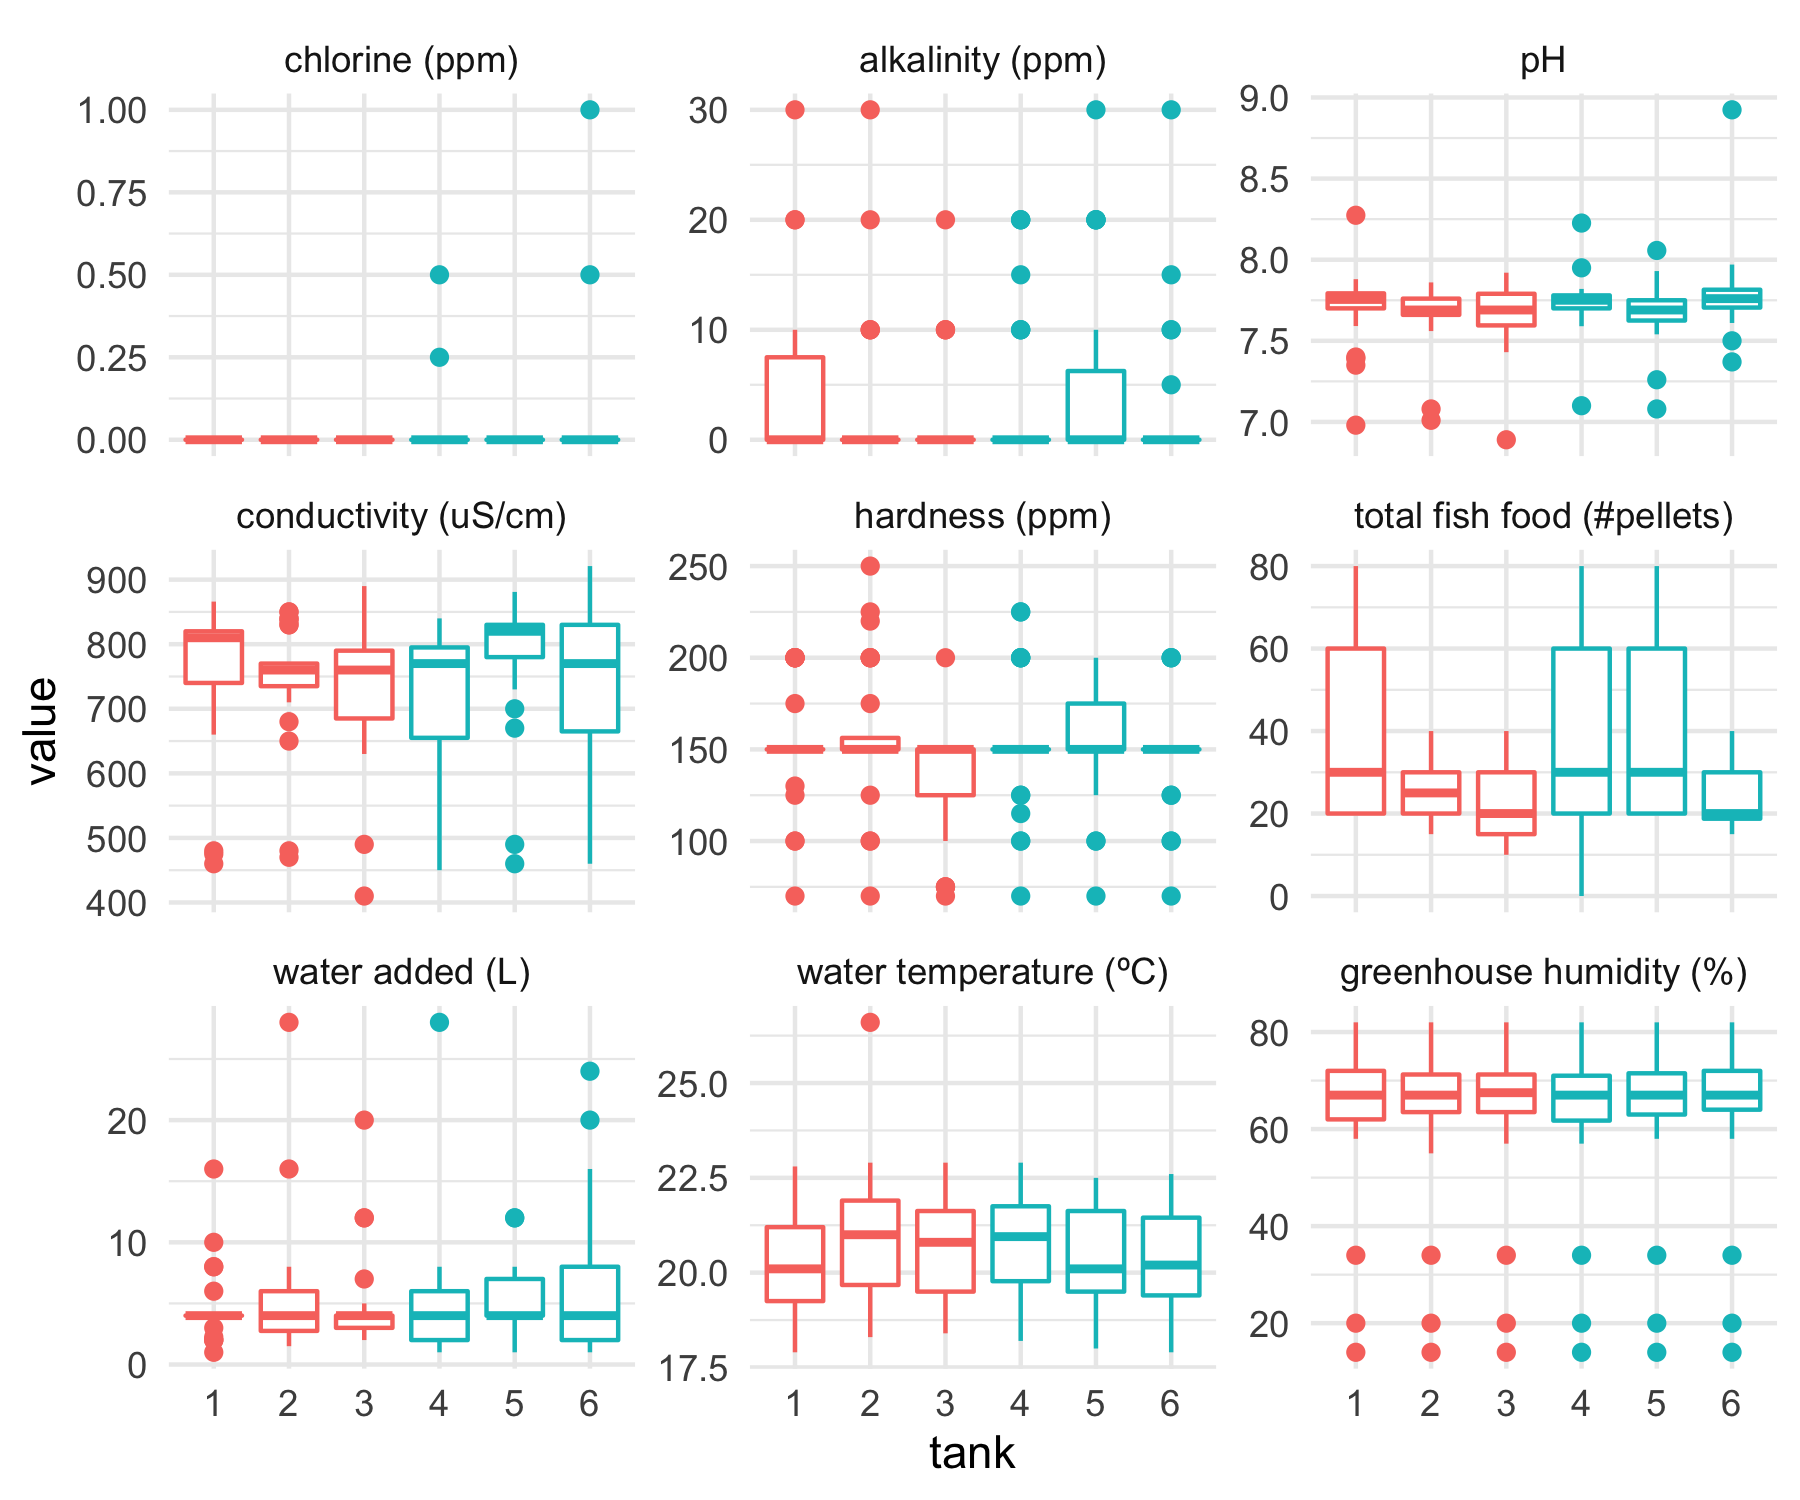 chlorine (ppm)
alkalinity (ppm)
pH
1.00
0.75
0.50
0.25
0.00
30
20
10
0
9.0
8.5
8.0
7.5
7.0
conductivity (uS/cm)
hardness (ppm)
total fish food (#pellets)
900
800
700
600
500
400
250
200
150
100
80
60
40
20
0
value
water added (L)
water temperature (ºC)
greenhouse humidity (%)
20
10
0
25.0
22.5
20.0
17.5
80
60
40
20
1 2 3 4 5 6
1 2 3 4 5 6
1 2 3 4 5 6
tank